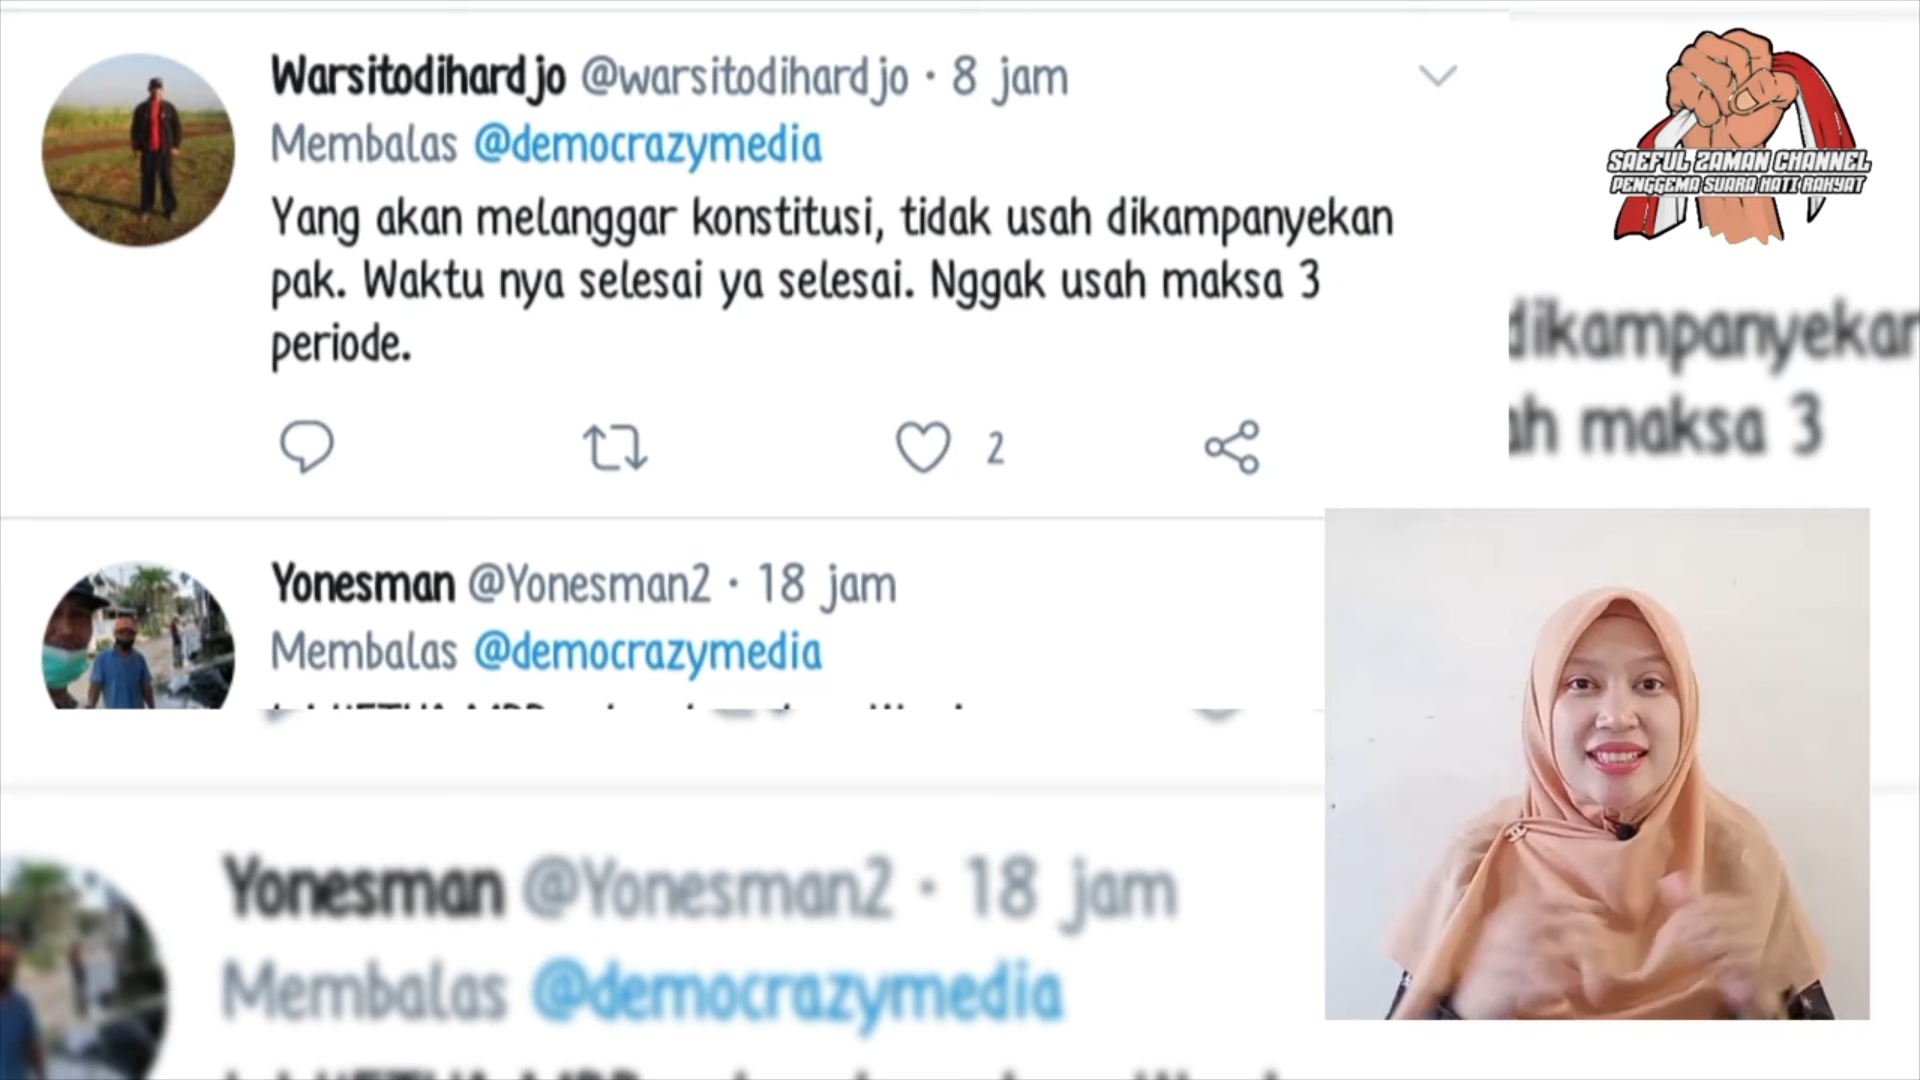 Warsitodihardjo @warsitodihardjo · 8 jam
Membalas @democrazymedia
Yang akan melanggar konstitusi, tidak usah dikampanyekan
pak. Waktu nya selesai ya selesai. Nggak usah maksa 3
periode.
2
SAEFUL ZAMAN CHANNEL
PENGGEMA SUARA HATI RAKYAT
dikampanyekan
ah maksa 3
Yonesman @Yonesman2 · 18 jam
Membalas @democrazymedia
Yonesman @Yonesman2 · 18 jam
Membalas @democrazymedia